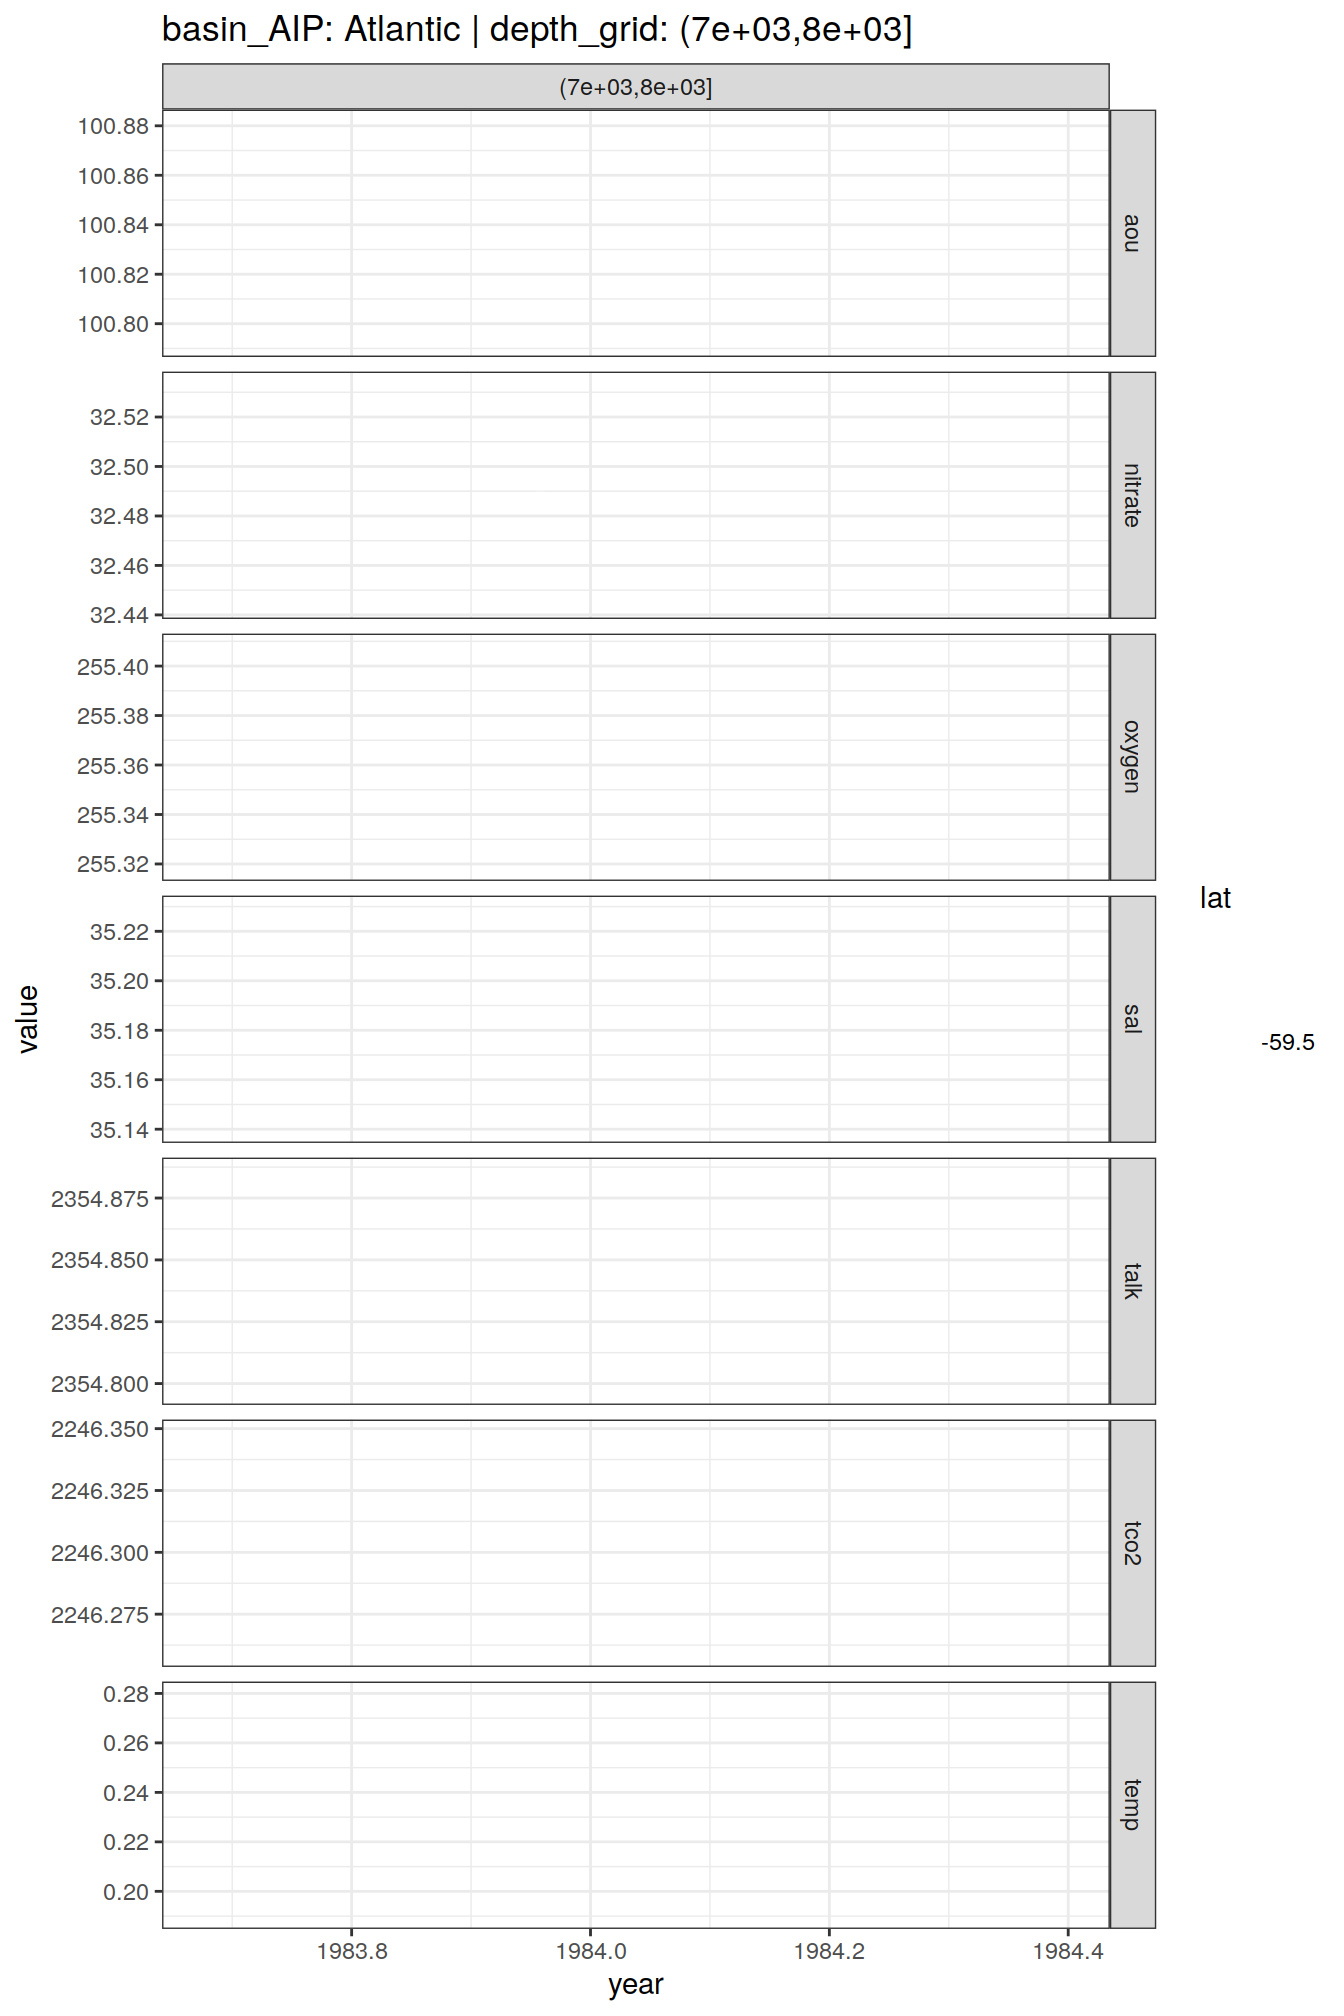 basin_AIP: Atlantic | depth_grid: (7e+03,8e+03]
(7e+03,8e+03]
100.88
100.86
100.84
100.82
100.80
aou
32.52
32.50
32.48
32.46
32.44
nitrate
255.40
255.38
255.36
255.34
255.32
oxygen
35.22
35.20
35.18
35.16
35.14
sal
2354.875
2354.850
2354.825
2354.800
talk
2246.350
2246.325
2246.300
2246.275
tco2
0.28
0.26
0.24
0.22
0.20
temp
1983.8 1984.0 1984.2 1984.4
year
value
lat
-59.5